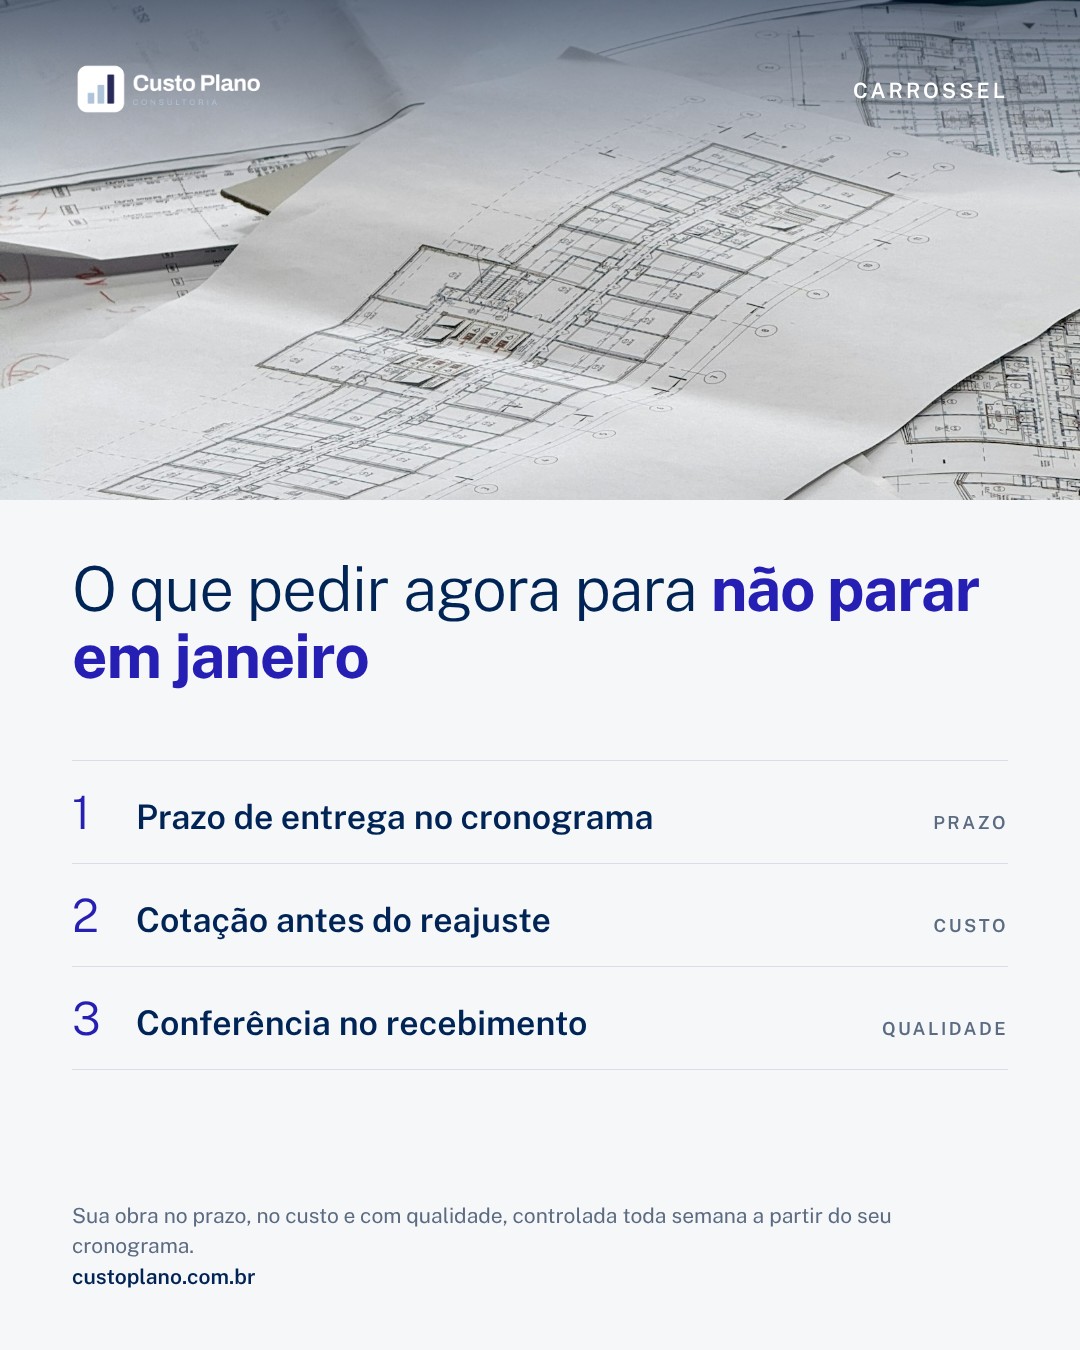 Custo Plano
CONSULTORIA
CARROSSEL
O que pedir agora para não parar
em janeiro
1 Prazo de entrega no cronograma PRAZO
2 Cotação antes do reajuste CUSTO
3 Conferência no recebimento QUALIDADE
Sua obra no prazo, no custo e com qualidade, controlada toda semana a partir do seu
cronograma.
custoplano.com.br